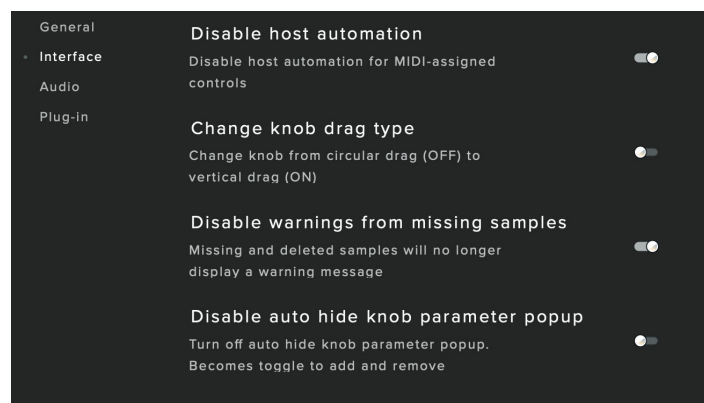 General
Interface
Audio
Plug-in
Disable host automation
Disable host automation for MIDI-assigned
controls
Change knob drag type
Change knob from circular drag (OFF) to
vertical drag (ON)
Disable warnings from missing samples
Missing and deleted samples will no longer
display a warning message
Disable auto hide knob parameter popup
Turn off auto hide knob parameter popup.
Becomes toggle to add and remove